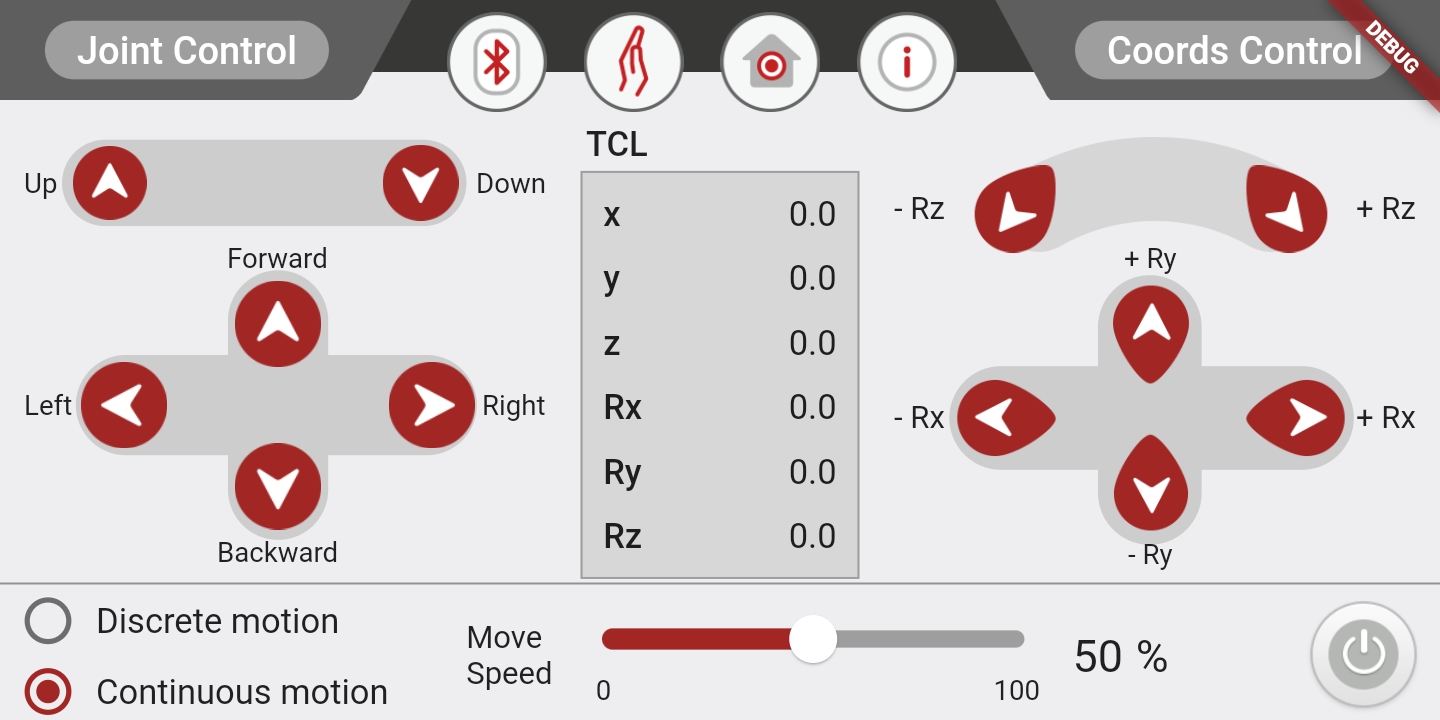 Joint Control
Coords Control
DEBUG
TCL
Up
Down
Forward
Left
Right
Backward
x 0.0
y 0.0
z 0.0
Rx 0.0
Ry 0.0
Rz 0.0
- Rz
+ Rz
+ Ry
- Rx
+ Rx
- Ry
Discrete motion
Continuous motion
Move
Speed
0
100
50 %